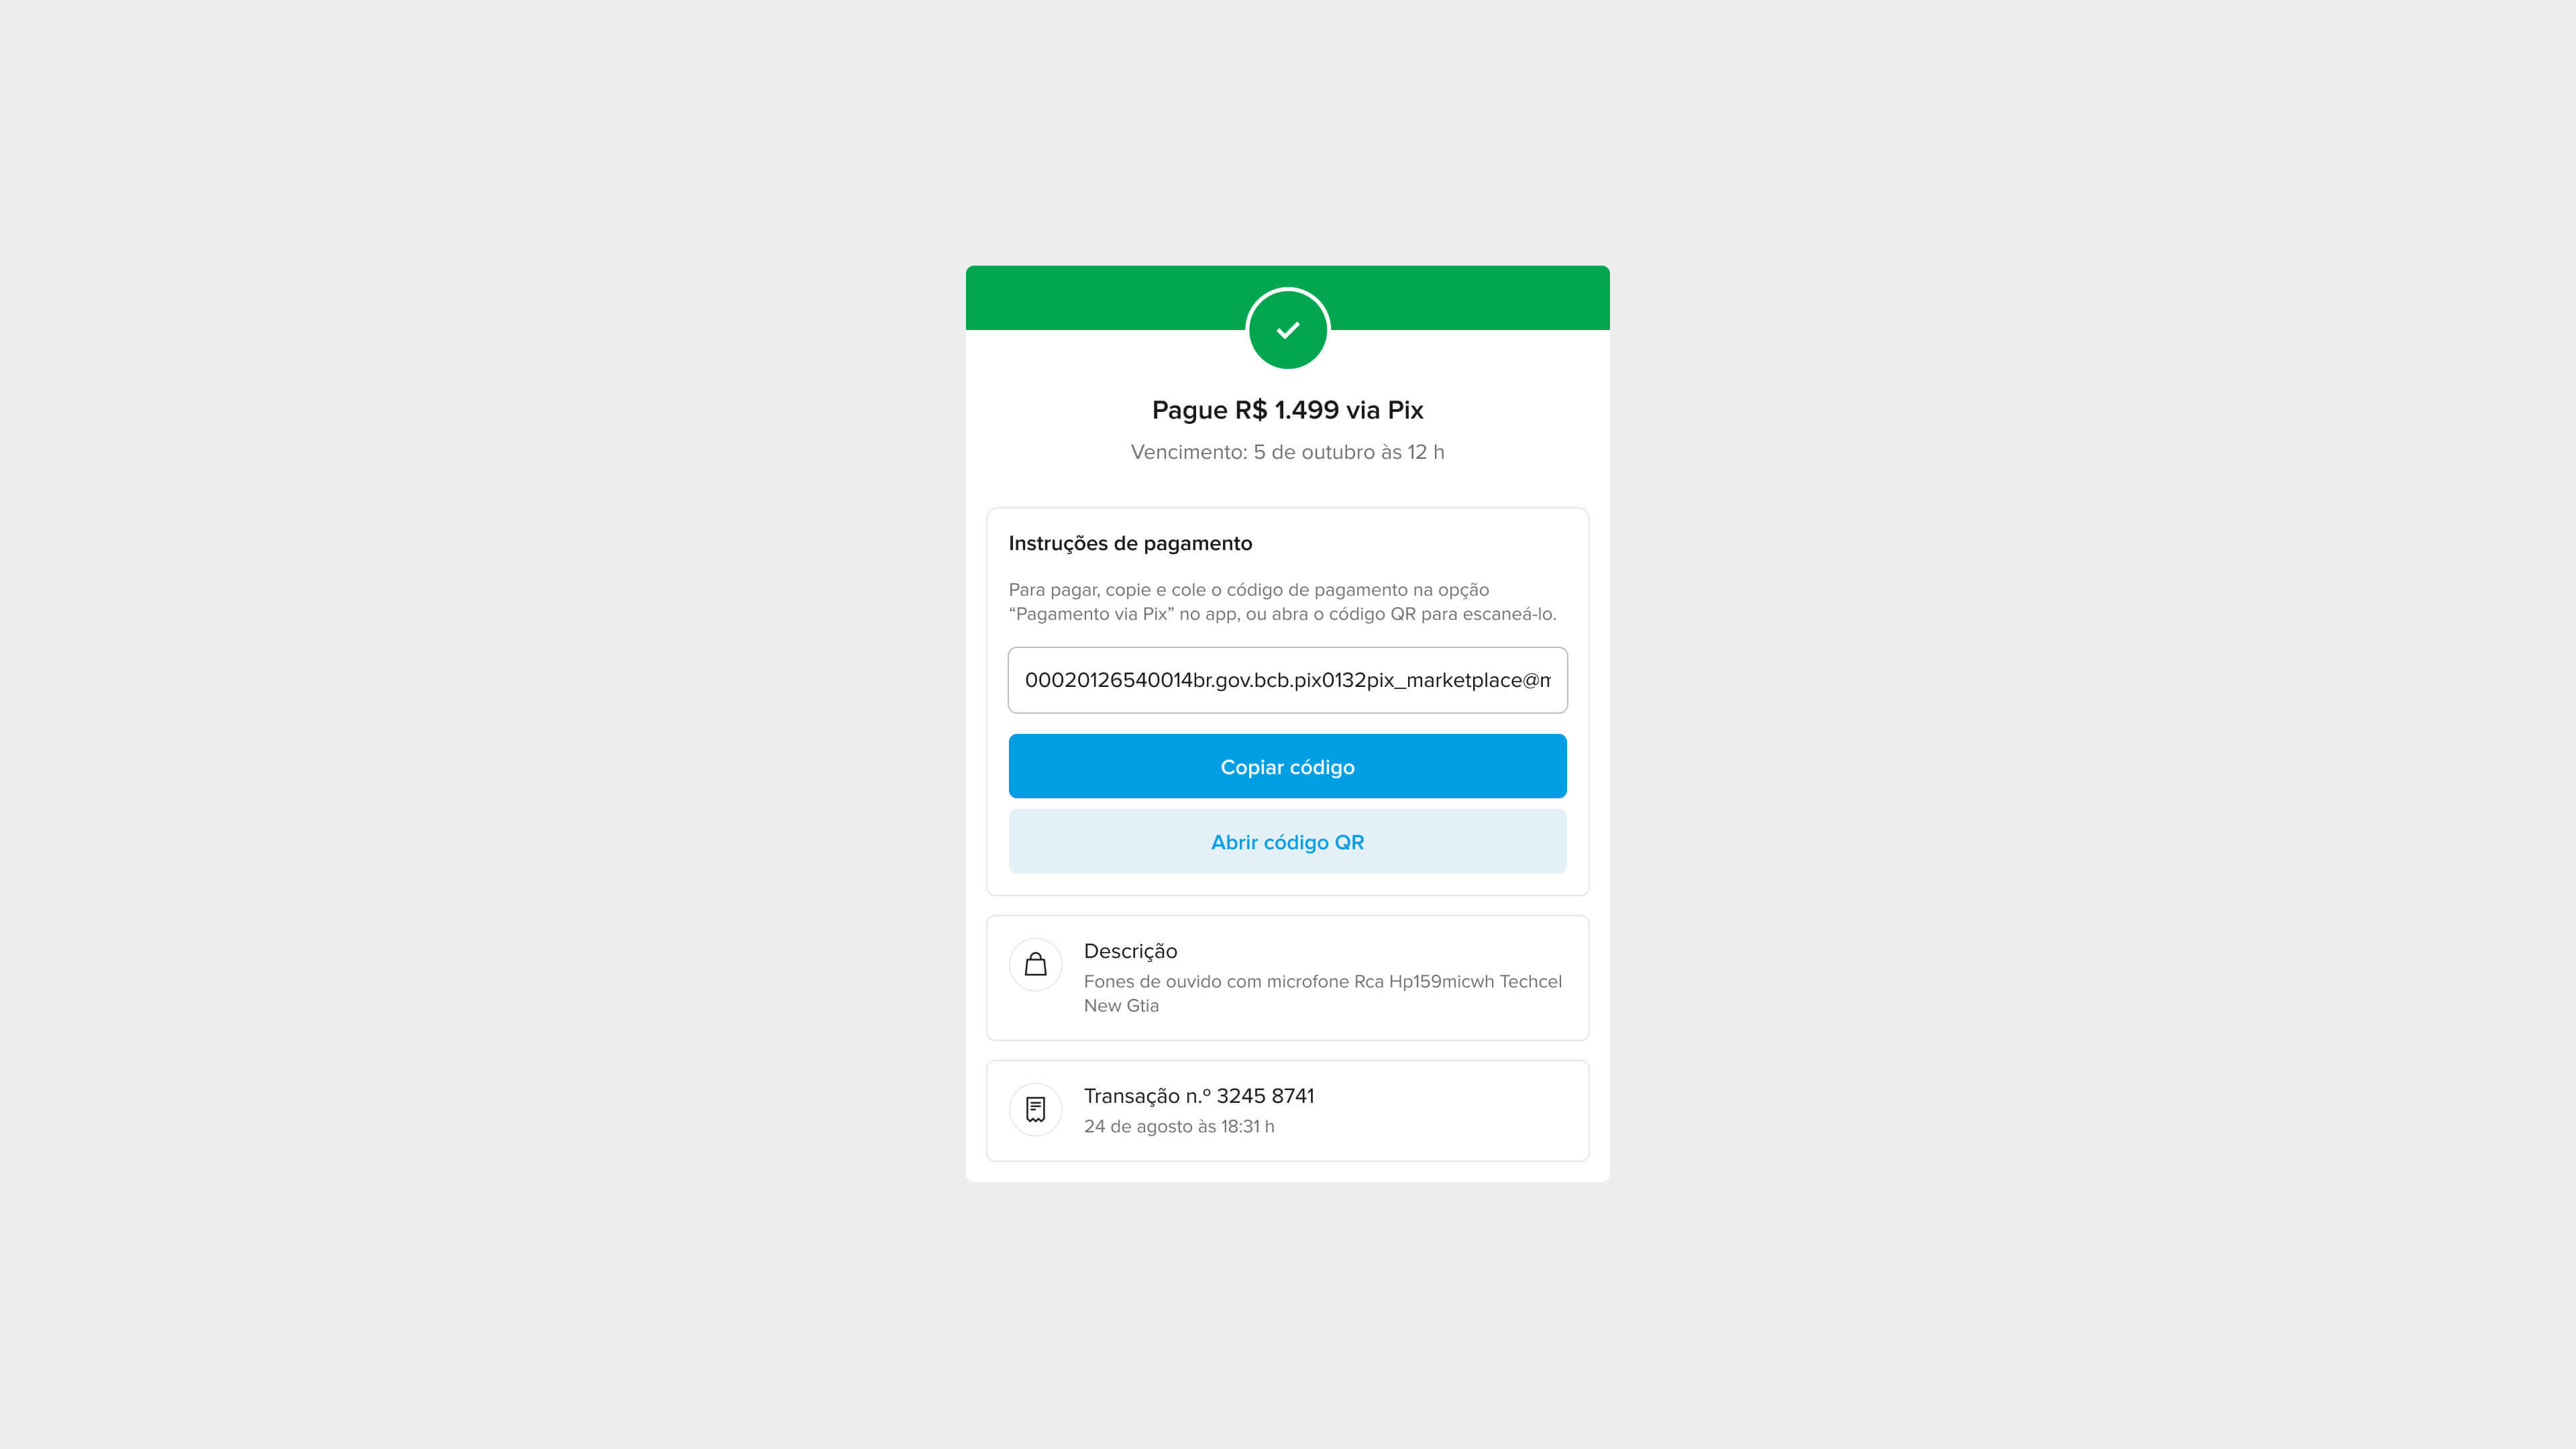 Pague R$ 1.499 via Pix
Vencimento: 5 de outubro às 12 h
Instruções de pagamento
Para pagar, copie e cole o código de pagamento na opção
“Pagamento via Pix” no app, ou abra o código QR para escaneá-lo.
00020126540014br.gov.bcb.pix0132pix_marketplace@m
Copiar código
Abrir código QR
Descrição
Fones de ouvido com microfone Rca Hp159micwh Techcel
New Gtia
Transação n.º 3245 8741
24 de agosto às 18:31 h